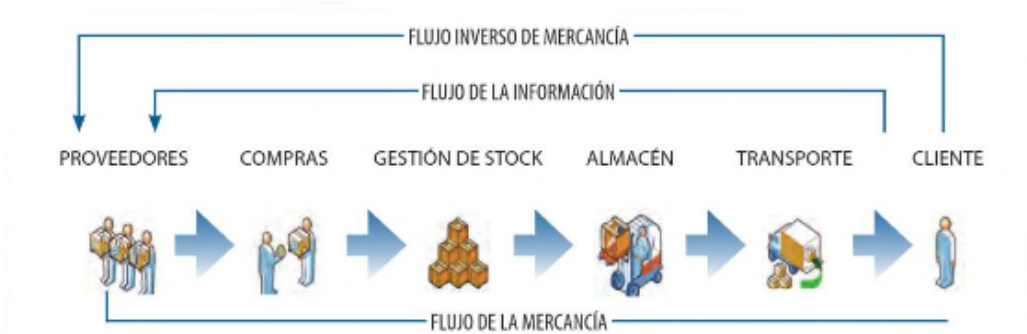 FLUJO INVERSO DE MERCANCÍA
FLUJO DE LA INFORMACIÓN
PROVEEDORES COMPRAS GESTIÓN DE STOCK ALMACÉN TRANSPORTE CLIENTE
FLUJO DE LA MERCANCÍA